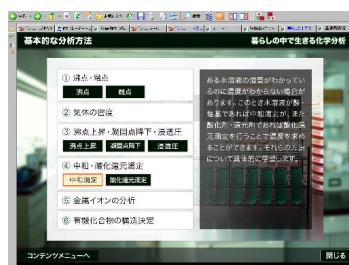 基本的な分析方法
暮らしの中で生きる化学分析
① 沸点・融点
沸点 融点
② 気体の密度
③ 沸点上昇・凝固点降下・浸透圧
沸点上昇 凝固点降下 浸透圧
④ 中和・酸化還元滴定
中和滴定 酸化還元滴定
⑤ 金属イオンの分析
⑥ 有機化合物の構造決定
ある水溶液の溶質がわかってい
るのに濃度がわからない場合が
あります。このとき水溶液が酸・
塩基であれば中和滴定が、また
酸化剤・還元剤であれば酸化還
元滴定を行うことで濃度を求め
ることができます。それらの方法
について具体的に学習します。
コンテンツメニューへ
閉じる